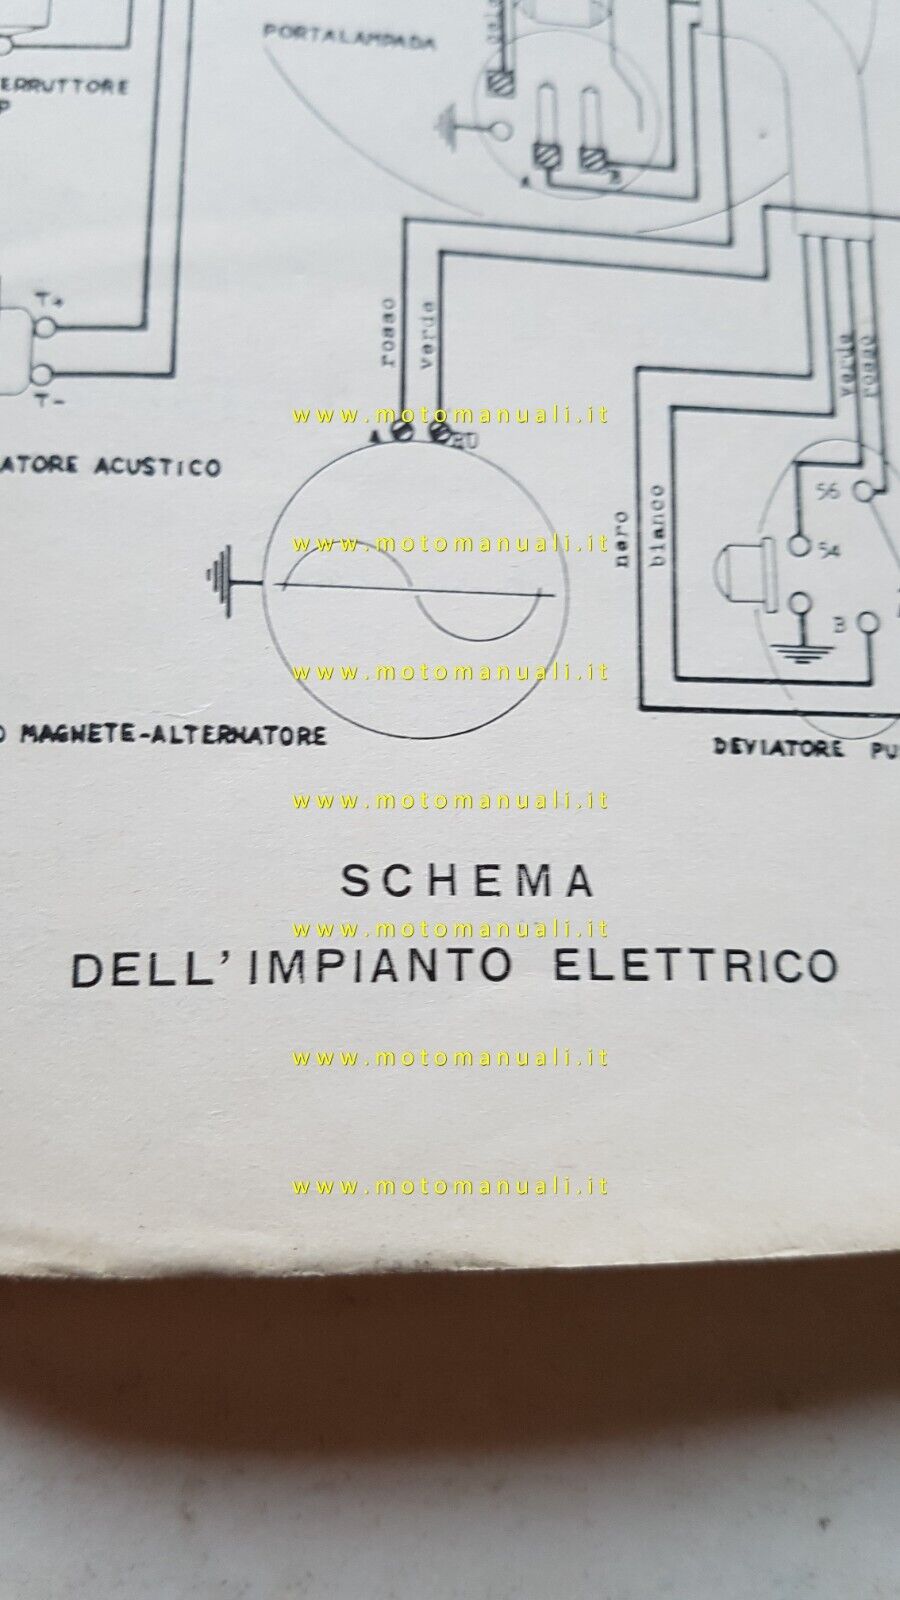 PORTALAMPADA
ERRUTTORE
P
A
B
T+
T-
rosso
verde
www.motomanuali.it
A
ATORE ACUSTICO
verde
rosso
56
54
B
nero
blanco
www.motomanuali.it
www.motomanuali.it
O MAGNETE-ALTERNATORE
DEVIATORE PU
www.motomanuali.it
SCHEMA
www.motomanuali.it
DELL'IMPIANTO ELETTRICO
www.motomanuali.it
www.motomanuali.it